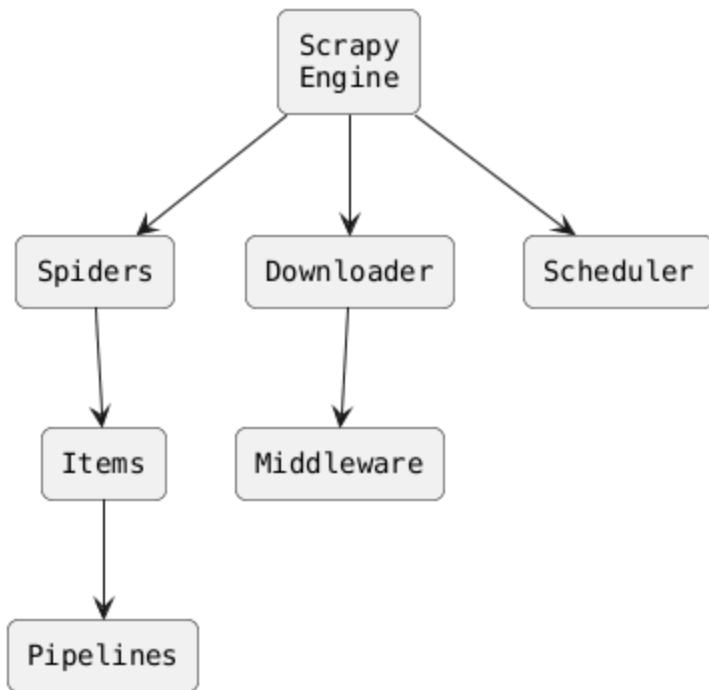 Scrapy
Engine
Spiders
Downloader
Scheduler
Items
Middleware
Pipelines